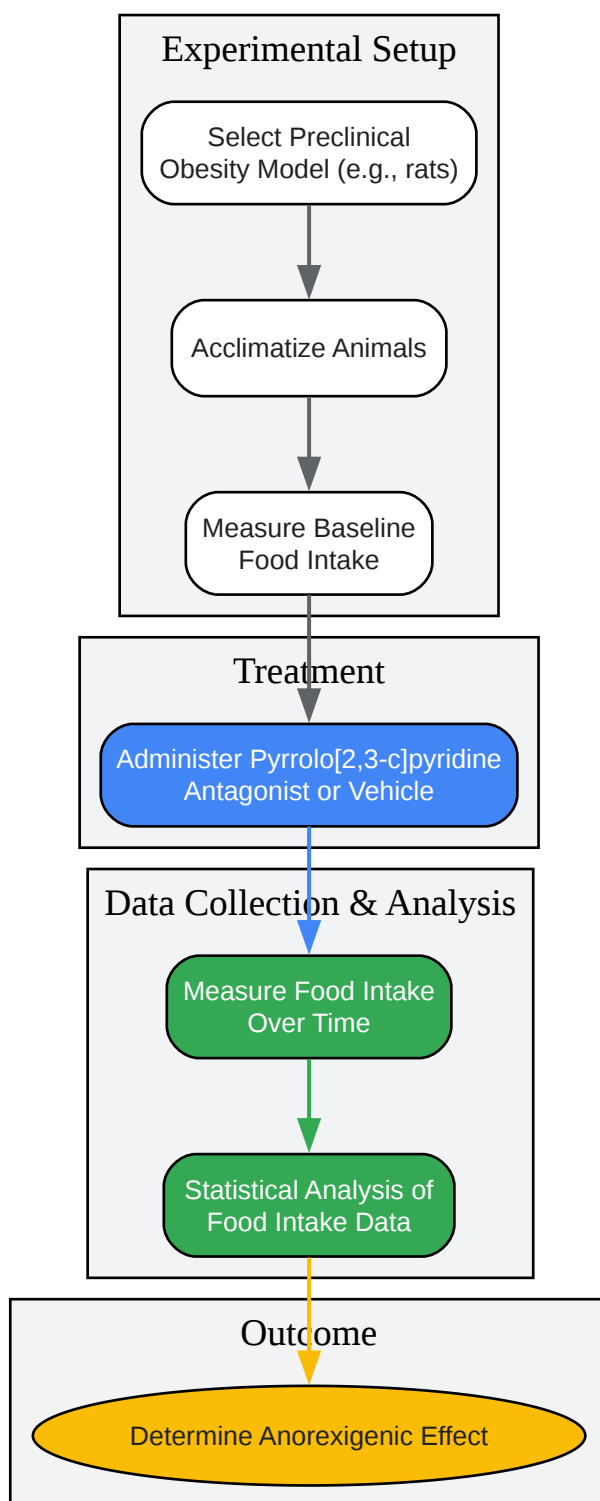 Experimental Setup
Select Preclinical
Obesity Model (e.g., rats)
Acclimatize Animals
Measure Baseline
Food Intake
Treatment
Administer Pyrrolo[2,3-c]pyridine
Antagonist or Vehicle
Data Collection & Analysis
Measure Food Intake
Over Time
Statistical Analysis of
Food Intake Data
Outcome
Determine Anorexigenic Effect